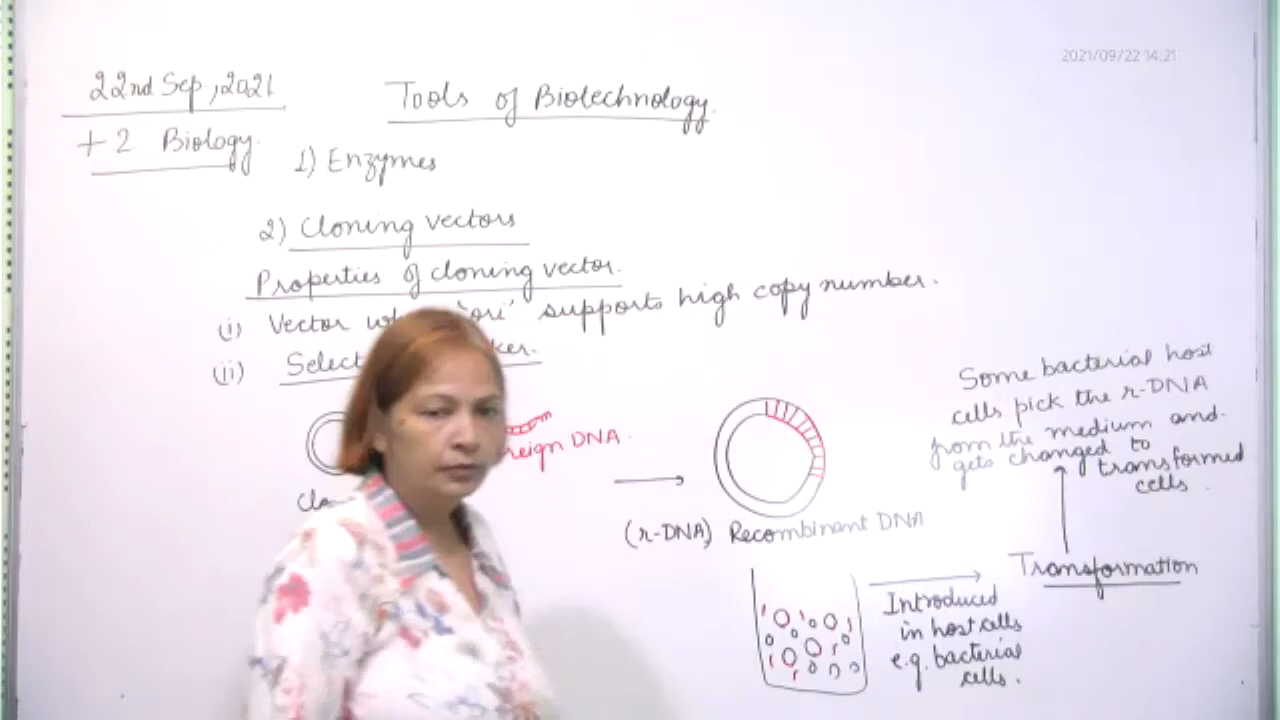 2021/09/22 14:21
22nd Sep, 2021
+2 Biology
Tools of Biotechnology.
1) Enzymes
2) Cloning vectors
Properties of cloning vector.
(i) Vector "ori" supports high copy number.
(ii)
DNA
(r-DNA) Recombinant DNA
Some bacterial host
cells pick the r-DNA
from the medium and
gets changed to
transformed
cells.
Transformation
Introduced
in host cells
e.g. bacterial
cells.